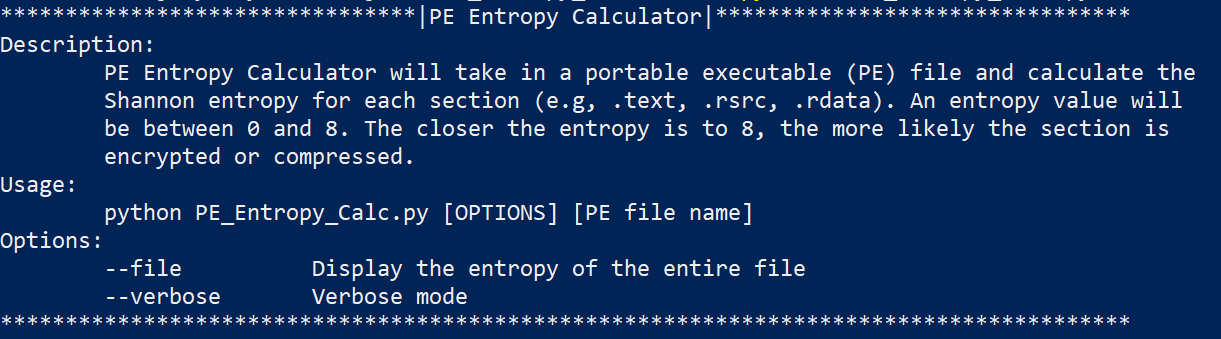 ********************************|PE Entropy Calculator|********************************
Description:
        PE Entropy Calculator will take in a portable executable (PE) file and calculate the
        Shannon entropy for each section (e.g, .text, .rsrc, .rdata). An entropy value will
        be between 0 and 8. The closer the entropy is to 8, the more likely the section is
        encrypted or compressed.
Usage:
        python PE_Entropy_Calc.py [OPTIONS] [PE file name]
Options:
        --file          Display the entropy of the entire file
        --verbose       Verbose mode
***************************************************************************************